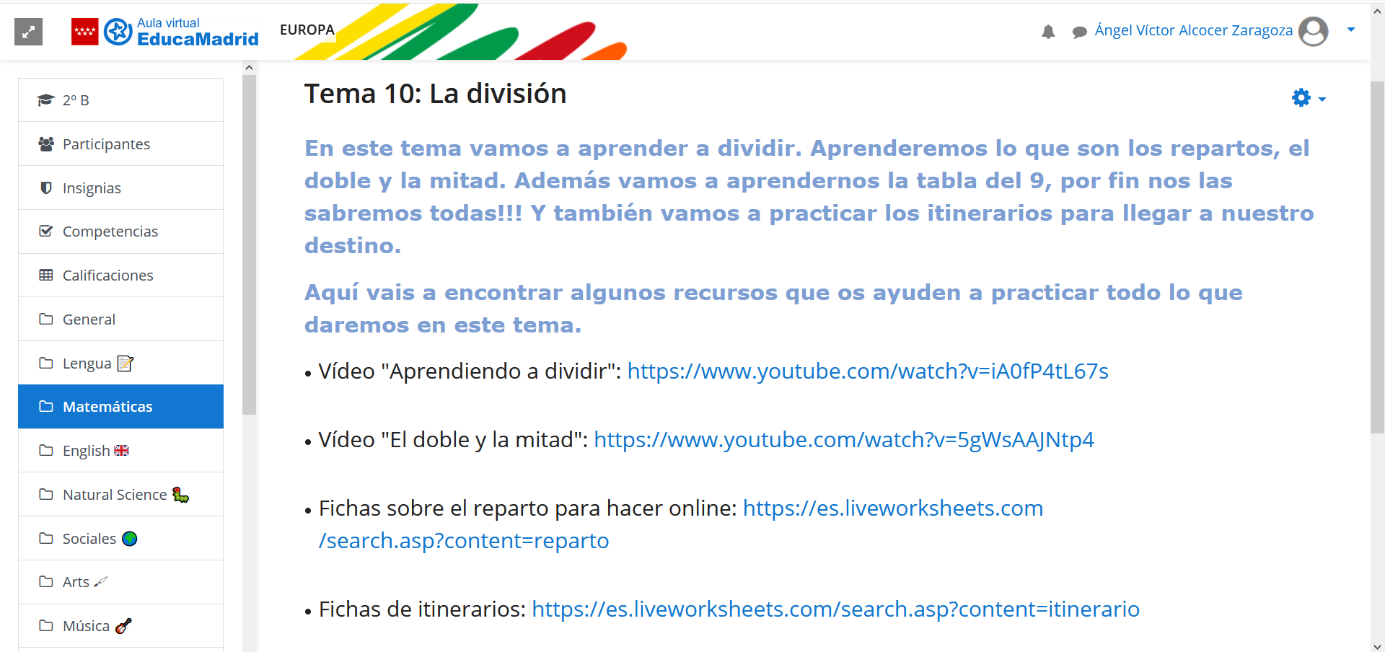 Aula virtual
EducaMadrid
EUROPA
Ángel Víctor Alcocer Zaragoza
2º B
Participantes
Insignias
Competencias
Calificaciones
General
Lengua
Matemáticas
English
Natural Science
Sociales
Arts
Música
Tema 10: La división
En este tema vamos a aprender a dividir. Aprenderemos lo que son los repartos, el
doble y la mitad. Además vamos a aprendernos la tabla del 9, por fin nos las
sabremos todas!!! Y también vamos a practicar los itinerarios para llegar a nuestro
destino.
Aquí vais a encontrar algunos recursos que os ayuden a practicar todo lo que
daremos en este tema.
• Vídeo "Aprendiendo a dividir": https://www.youtube.com/watch?v=iA0fP4tL67s
• Vídeo "El doble y la mitad": https://www.youtube.com/watch?v=5gWsAAJNtp4
• Fichas sobre el reparto para hacer online: https://es.liveworksheets.com
/search.asp?content=reparto
• Fichas de itinerarios: https://es.liveworksheets.com/search.asp?content=itinerario